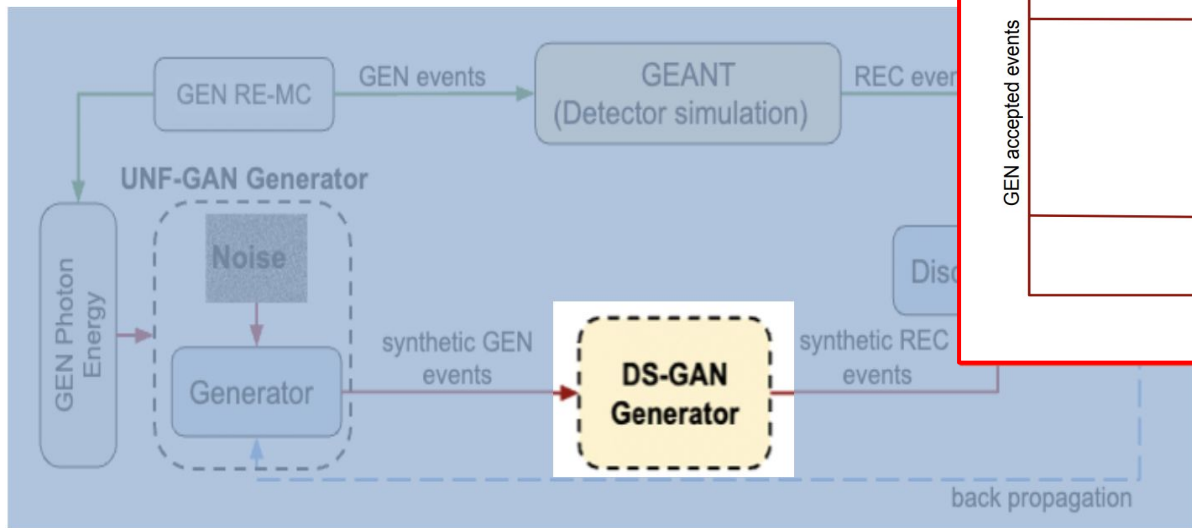 GEN accepted events
GEN RE-MC
GEN events
GEANT
(Detector simulation)
REC
UNF-GAN Generator
GEN Photon
Energy
Noise
Generator
synthetic GEN
events
DS-GAN
Generator
synthetic REC
events
back propagation